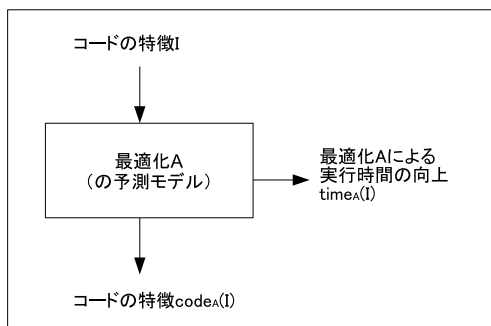 コードの特徴I
最適化A
(の予測モデル)
最適化Aによる
実行時間の向上
timeA(I)
コードの特徴codeA(I)